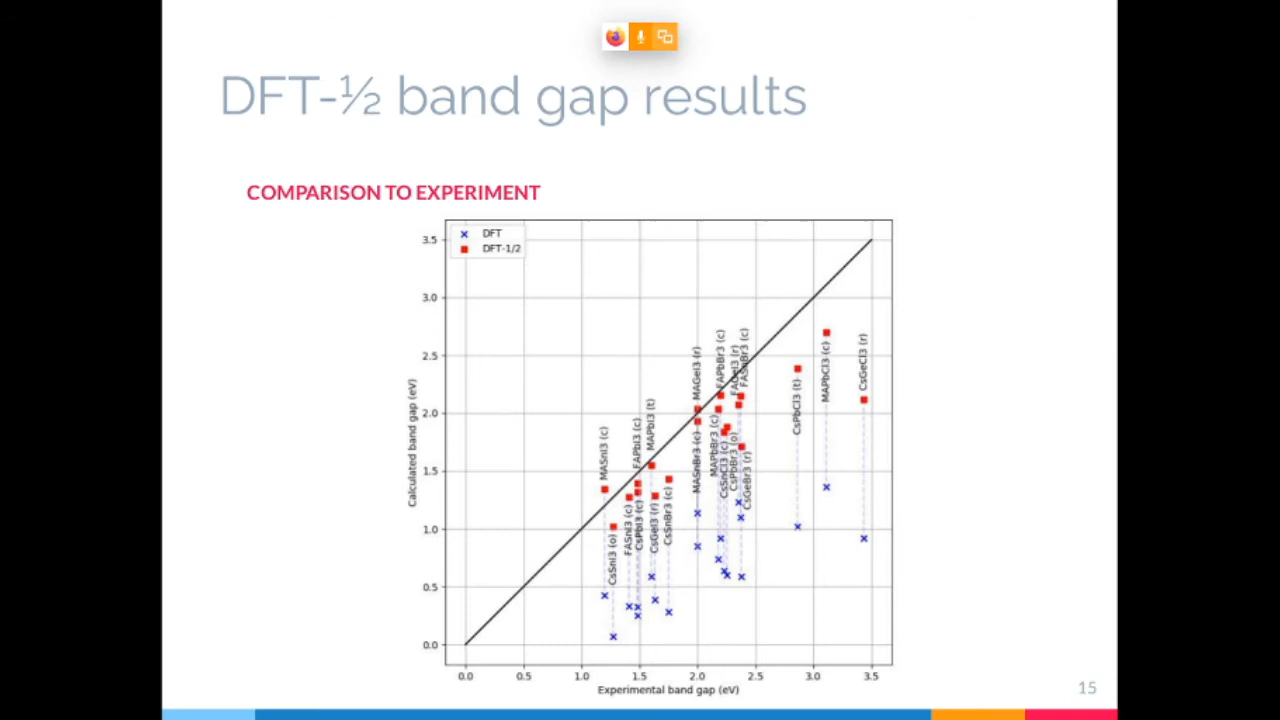 DFT-½ band gap results
COMPARISON TO EXPERIMENT
DFT
DFT-1/2
Calculated band gap (eV)
3.5
3.0
2.5
2.0
1.5
1.0
0.5
0.0
MASnI3 (c)
CsSnI3 (o)
FASnI3 (c)
FAPbI3 (c)
CsPbI3 (c)
MAPbI3 (t)
CsGeI3 (r)
CsSnBr3 (c)
MAGeI3 (r)
MASnBr3 (c)
MAPbBr3 (c)
FAPbBr3 (c)
CsSnCl3 (c)
CsPbBr3 (o)
FAGeI3 (r)
FASnBr3 (c)
CsGeBr3 (r)
CsPbCl3 (t)
MAPbCl3 (c)
CsGeCl3 (r)
0.0 0.5 1.0 1.5 2.0 2.5 3.0 3.5
Experimental band gap (eV)
15